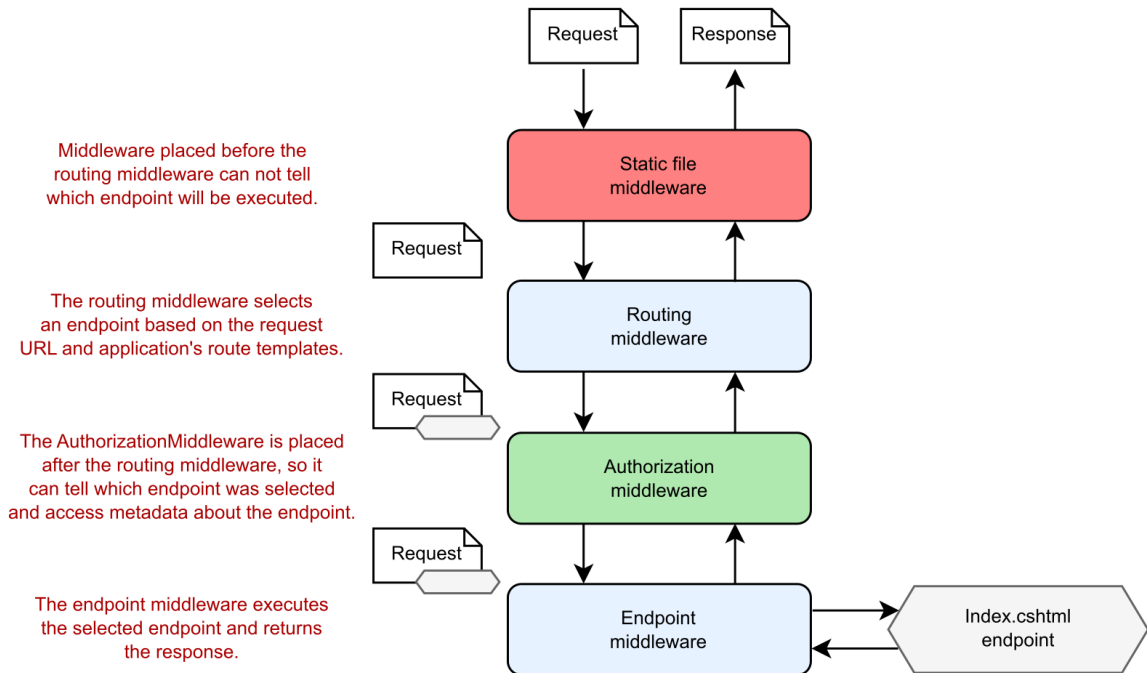 Request
Response
Middleware placed before the
routing middleware can not tell
which endpoint will be executed.
Static file
middleware
Request
The routing middleware selects
an endpoint based on the request
URL and application's route templates.
Routing
middleware
Request
The AuthorizationMiddleware is placed
after the routing middleware, so it
can tell which endpoint was selected
and access metadata about the endpoint.
Authorization
middleware
Request
The endpoint middleware executes
the selected endpoint and returns
the response.
Endpoint
middleware
Index.cshtml
endpoint